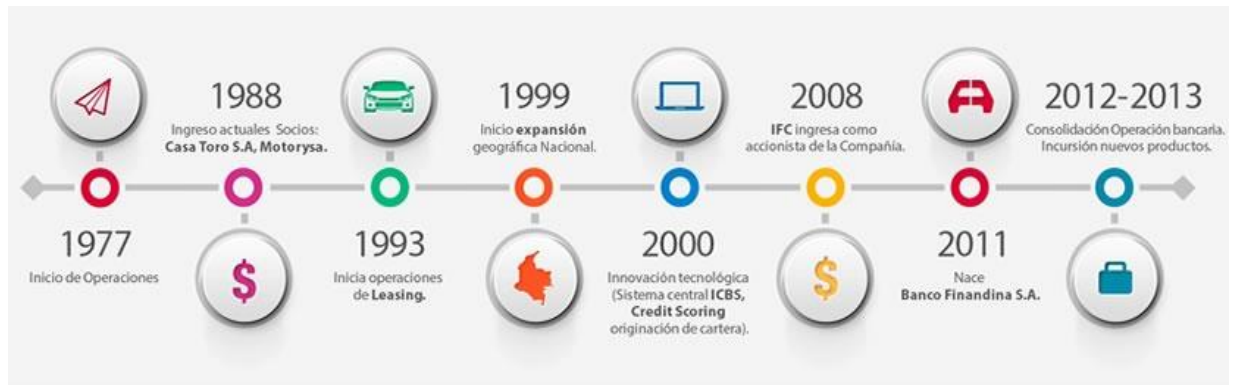 1977
Inicio de Operaciones
1988
Ingreso actuales Socios:
Casa Toro S.A, Motorysa.
1993
Inicia operaciones
de Leasing.
1999
Inicio expansión
geográfica Nacional.
2000
Innovación tecnológica
(Sistema central ICBS,
Credit Scoring
originación de cartera).
2008
IFC ingresa como
accionista de la Compañía.
2011
Nace
Banco Finandina S.A.
2012-2013
Consolidación Operación bancaria.
Incursión nuevos productos.